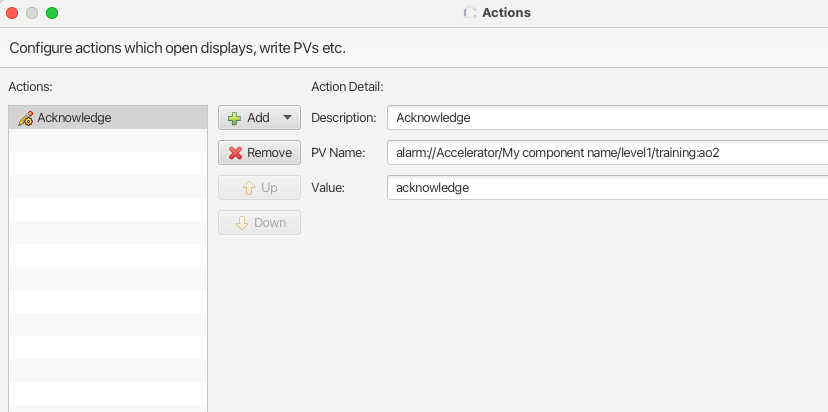 Actions
Configure actions which open displays, write PVs etc.
Actions:
Acknowledge
Add
Remove
Up
Down
Action Detail:
Description: Acknowledge
PV Name: alarm://Accelerator/My component name/level1/training:ao2
Value: acknowledge